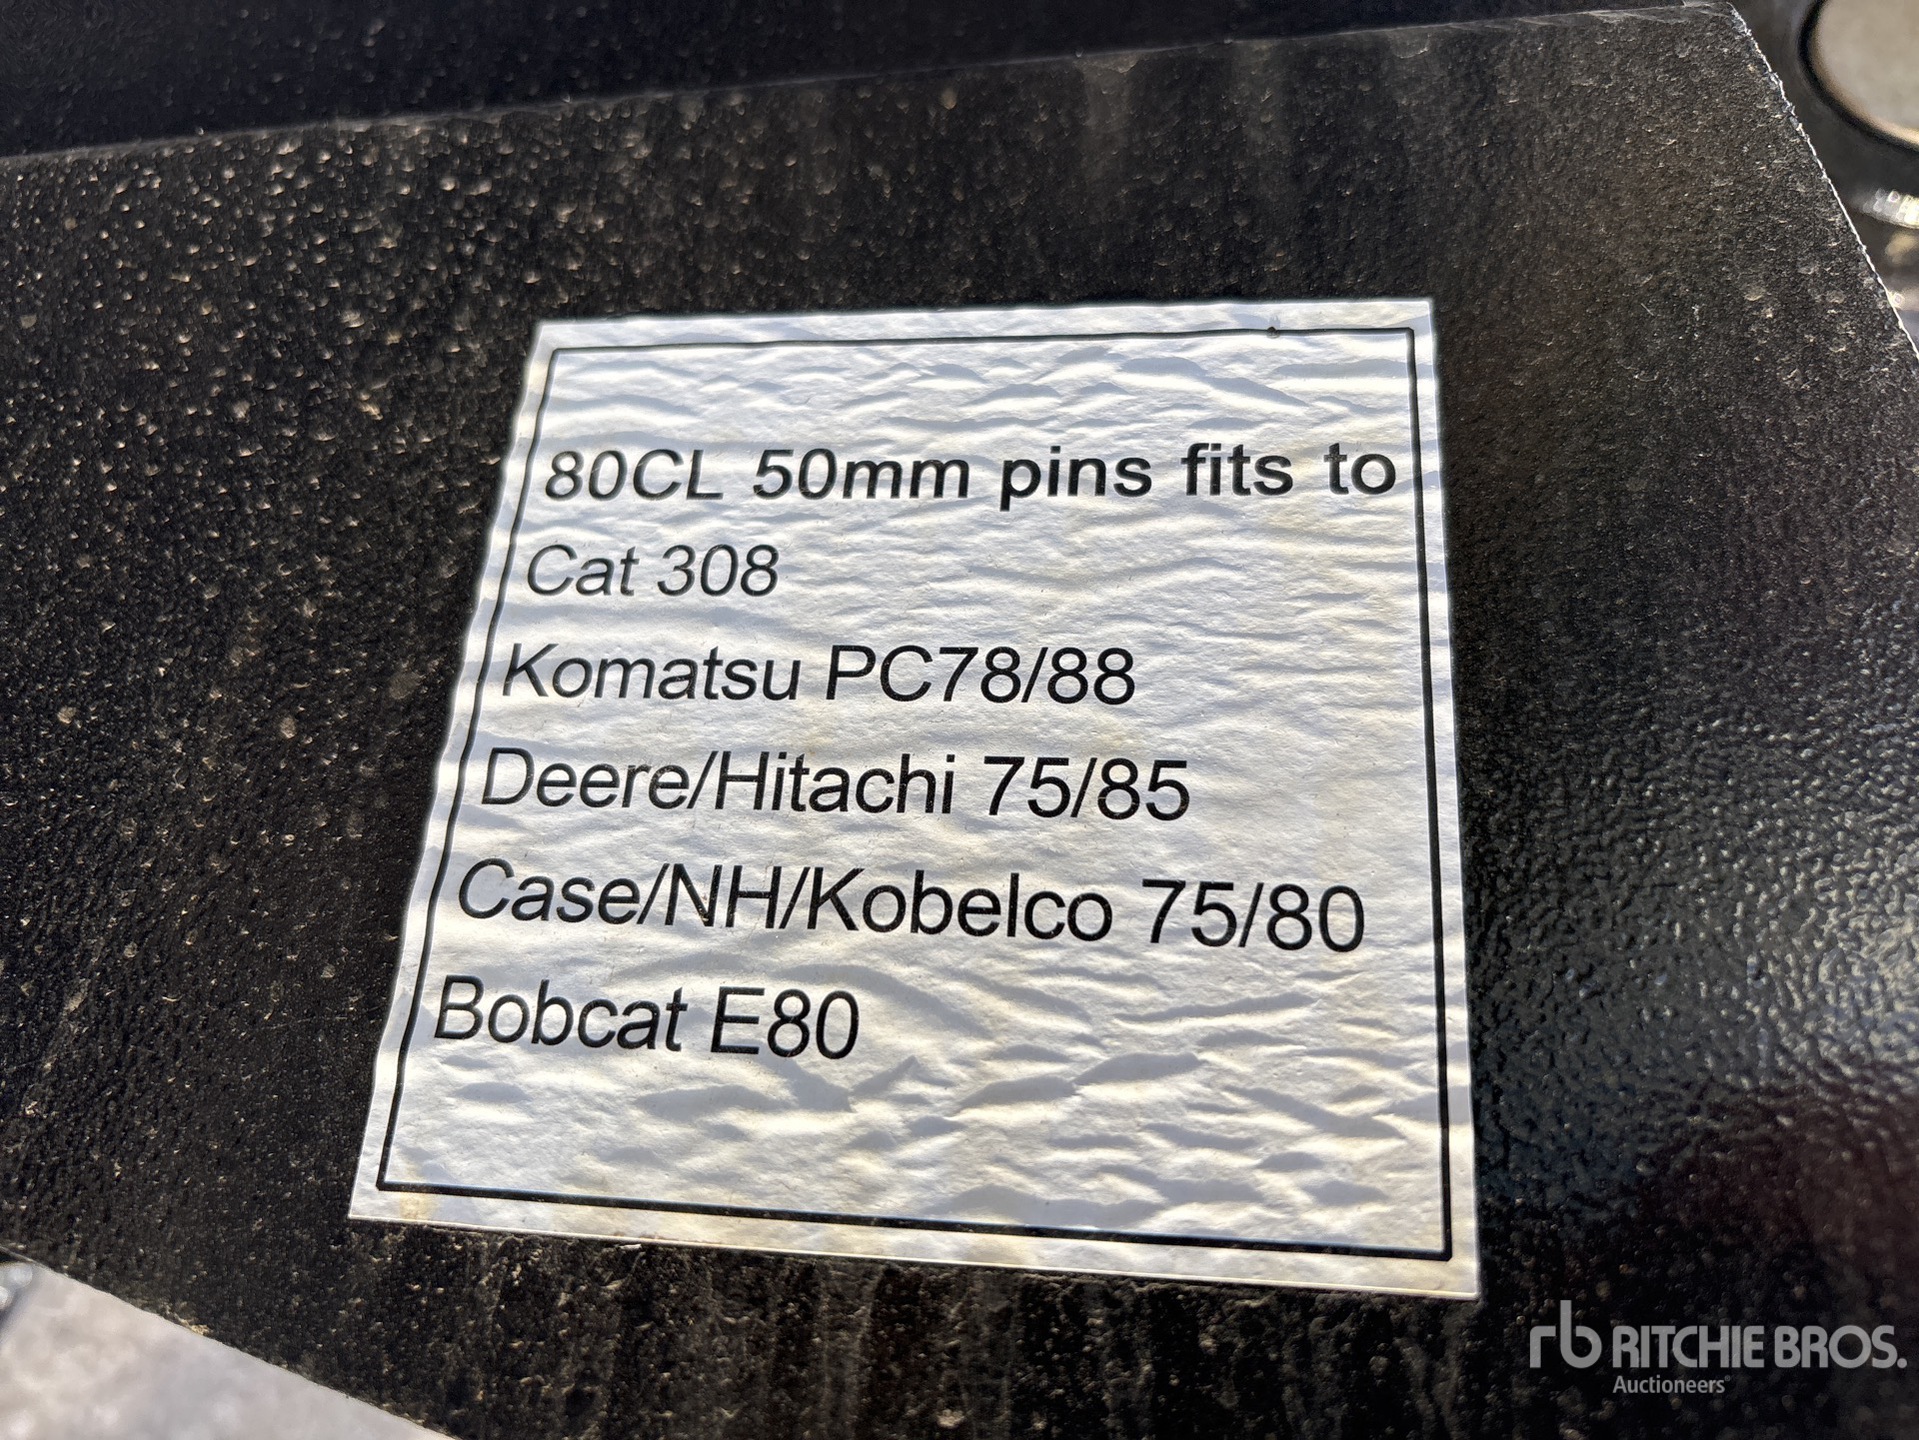 80CL 50mm pins fits to
Cat 308
Komatsu PC78/88
Deere/Hitachi 75/85
Case/NH/Kobelco 75/80
Bobcat E80
rb RITCHIE BROS.
Auctioneers®